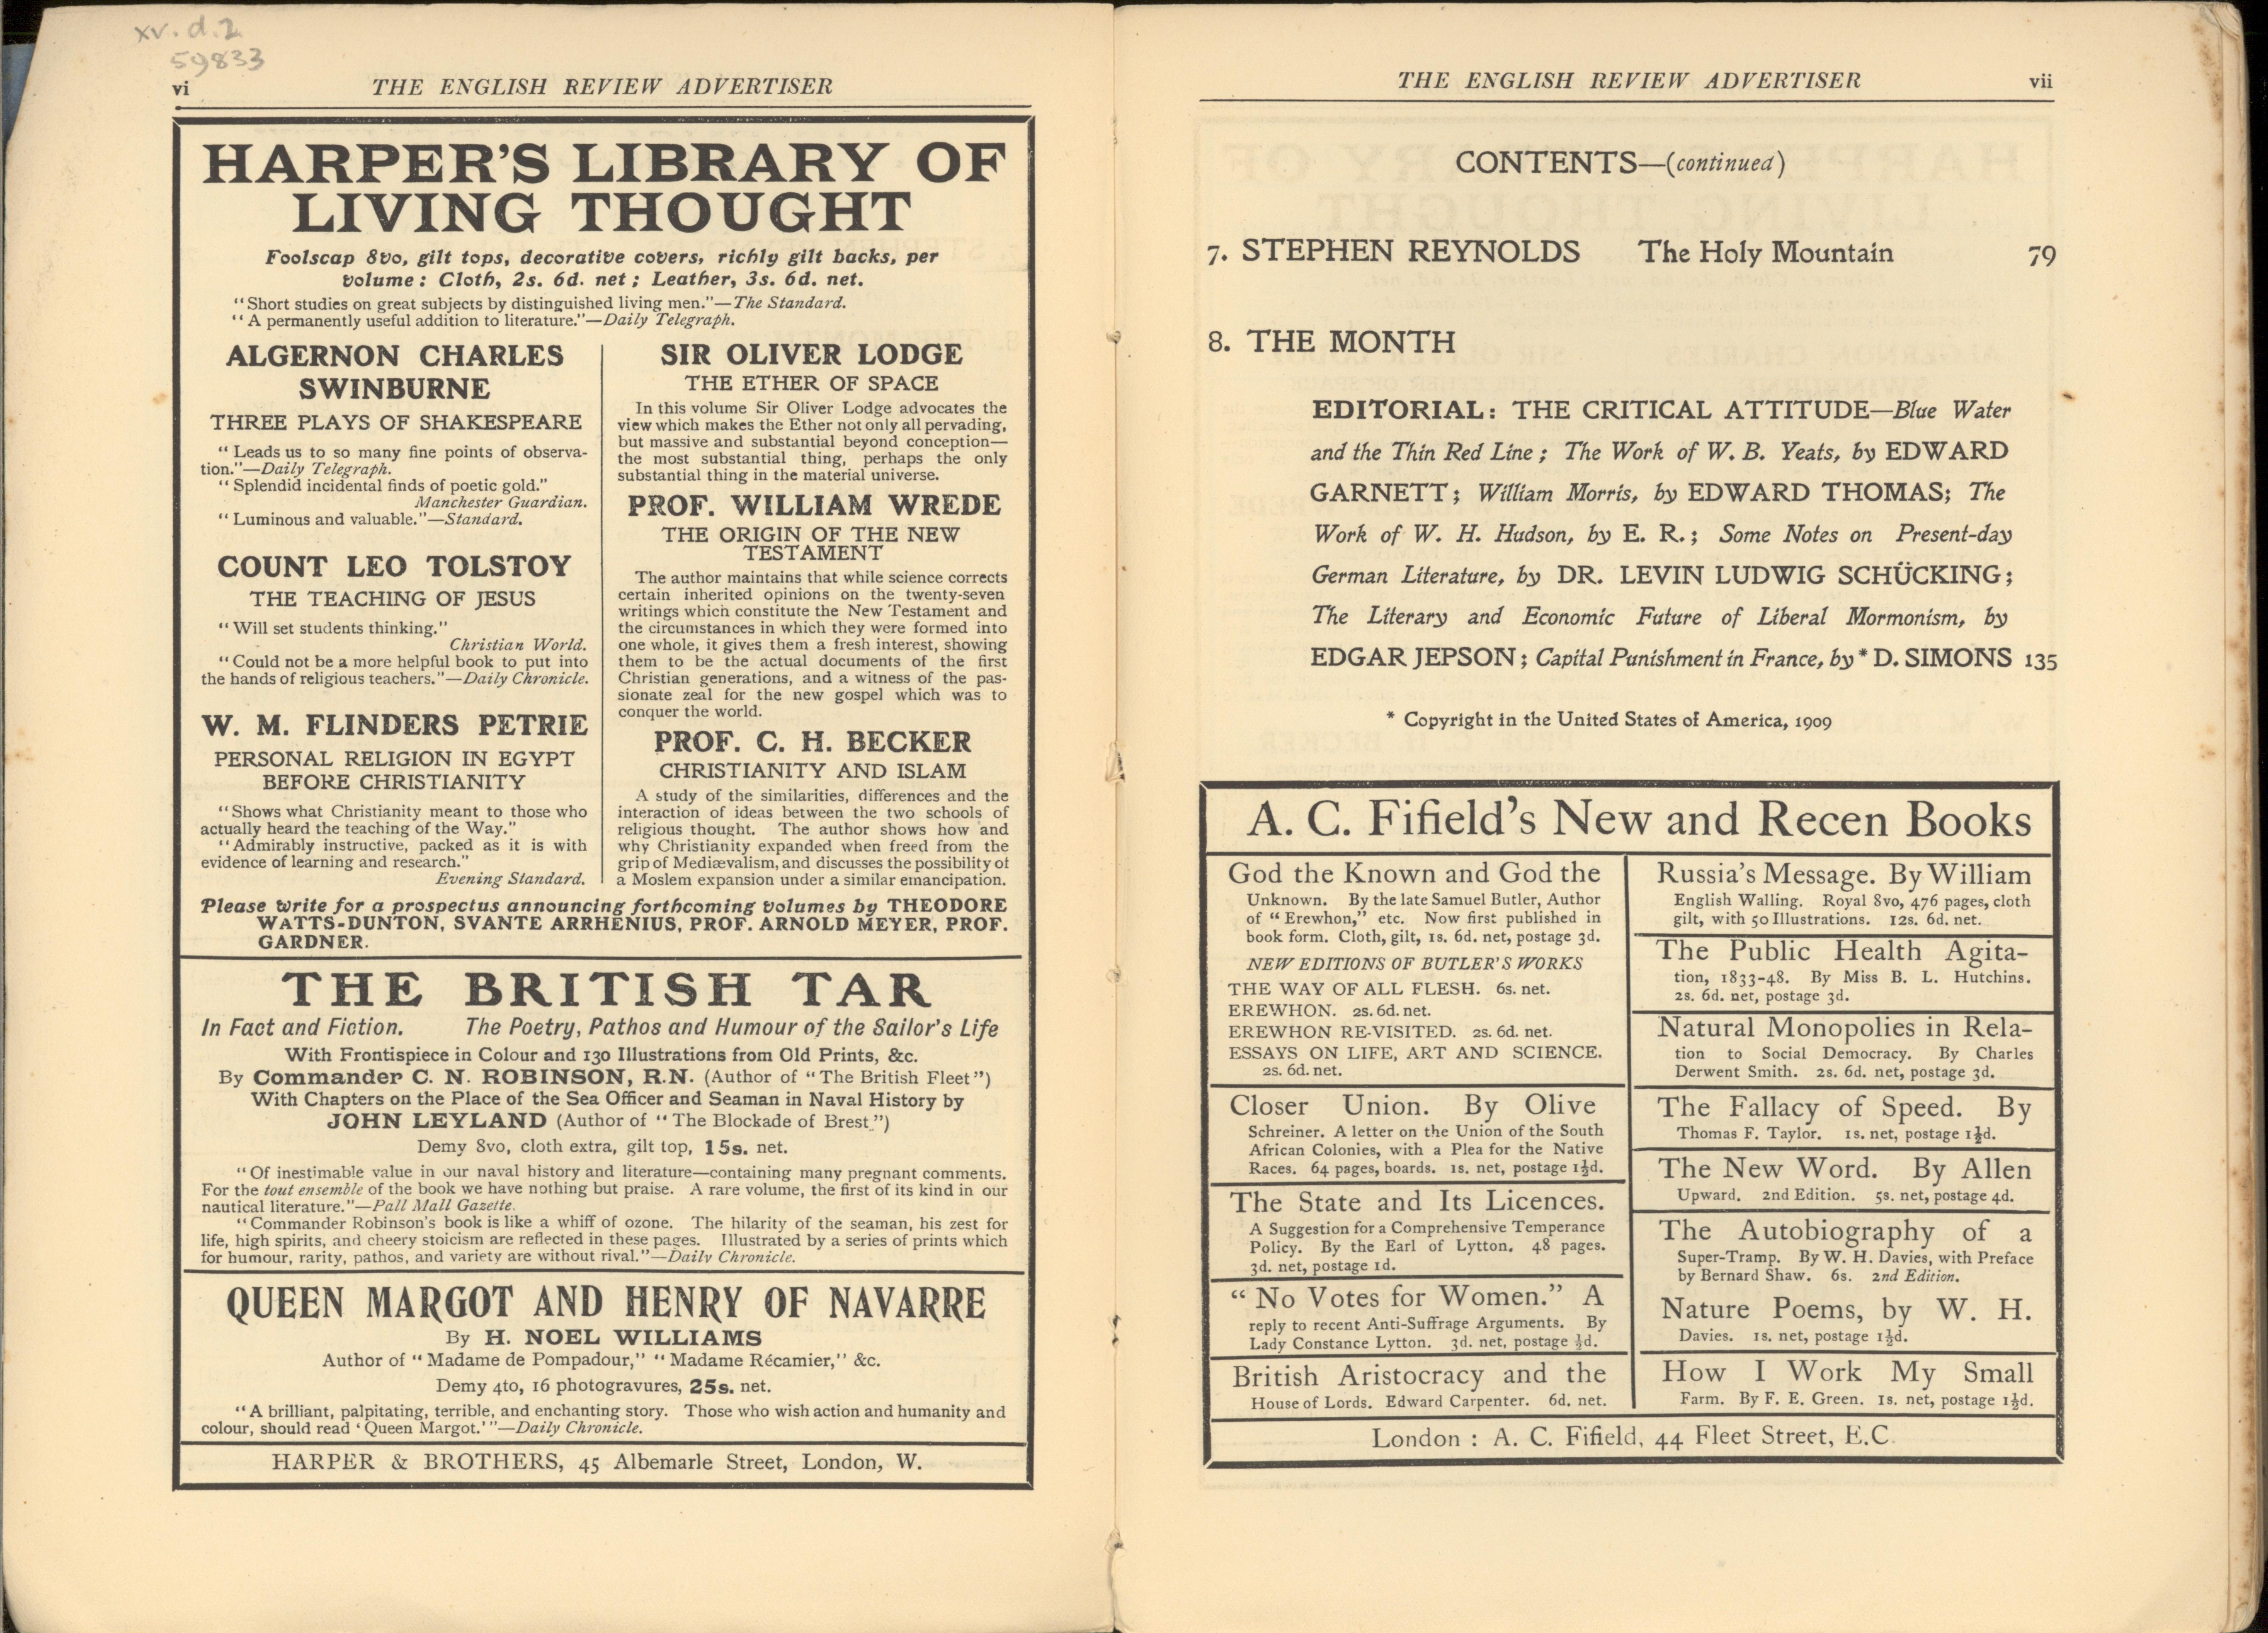 xv. d. 2
59833
vi
THE ENGLISH REVIEW ADVERTISER
HARPER'S LIBRARY OF
LIVING THOUGHT
Foolscap 8vo, gilt tops, decorative covers, richly gilt backs, per
volume: Cloth, 2s. 6d. net; Leather, 3s. 6d. net.
"Short studies on great subjects by distinguished living men."—The Standard.
"A permanently useful addition to literature."—Daily Telegraph.
ALGERNON CHARLES
SWINBURNE
THREE PLAYS OF SHAKESPEARE
"Leads us to so many fine points of observa-
tion."—Daily Telegraph.
"Splendid incidental finds of poetic gold."
Manchester Guardian.
"Luminous and valuable."—Standard.
COUNT LEO TOLSTOY
THE TEACHING OF JESUS
"Will set students thinking."
Christian World.
"Could not be a more helpful book to put into
the hands of religious teachers."—Daily Chronicle.
W. M. FLINDERS PETRIE
PERSONAL RELIGION IN EGYPT
BEFORE CHRISTIANITY
"Shows what Christianity meant to those who
actually heard the teaching of the Way."
"Admirably instructive, packed as it is with
evidence of learning and research."
Evening Standard.
SIR OLIVER LODGE
THE ETHER OF SPACE
In this volume Sir Oliver Lodge advocates the
view which makes the Ether not only all pervading,
but massive and substantial beyond conception—
the most substantial thing, perhaps the only
substantial thing in the material universe.
PROF. WILLIAM WREDE
THE ORIGIN OF THE NEW
TESTAMENT
The author maintains that while science corrects
certain inherited opinions on the twenty-seven
writings which constitute the New Testament and
the circumstances in which they were formed into
one whole, it gives them a fresh interest, showing
them to be the actual documents of the first
Christian generations, and a witness of the pas-
sionate zeal for the new gospel which was to
conquer the world.
PROF. C. H. BECKER
CHRISTIANITY AND ISLAM
A study of the similarities, differences and the
interaction of ideas between the two schools of
religious thought. The author shows how and
why Christianity expanded when freed from the
grip of Mediævalism, and discusses the possibility of
a Moslem expansion under a similar emancipation.
Please write for a prospectus announcing forthcoming volumes by THEODORE
WATTS-DUNTON, SVANTE ARRHENIUS, PROF. ARNOLD MEYER, PROF.
GARDNER.
THE BRITISH TAR
In Fact and Fiction. The Poetry, Pathos and Humour of the Sailor's Life
With Frontispiece in Colour and 130 Illustrations from Old Prints, &c.
By Commander C. N. ROBINSON, R.N. (Author of "The British Fleet")
With Chapters on the Place of the Sea Officer and Seaman in Naval History by
JOHN LEYLAND (Author of "The Blockade of Brest.")
Demy 8vo, cloth extra, gilt top, 15s. net.
"Of inestimable value in our naval history and literature—containing many pregnant comments.
For the tout ensemble of the book we have nothing but praise. A rare volume, the first of its kind in our
nautical literature."—Pall Mall Gazette.
"Commander Robinson's book is like a whiff of ozone. The hilarity of the seaman, his zest for
life, high spirits, and cheery stoicism are reflected in these pages. Illustrated by a series of prints which
for humour, rarity, pathos, and variety are without rival."—Daily Chronicle.
QUEEN MARGOT AND HENRY OF NAVARRE
By H. NOEL WILLIAMS
Author of "Madame de Pompadour," "Madame Récamier," &c.
Demy 4to, 16 photogravures, 25s. net.
"A brilliant, palpitating, terrible, and enchanting story. Those who wish action and humanity and
colour, should read 'Queen Margot.'"—Daily Chronicle.
HARPER & BROTHERS, 45 Albemarle Street, London, W.
THE ENGLISH REVIEW ADVERTISER
vii
CONTENTS—(continued)
7. STEPHEN REYNOLDS The Holy Mountain 79
8. THE MONTH
EDITORIAL: THE CRITICAL ATTITUDE—Blue Water
and the Thin Red Line; The Work of W. B. Yeats, by EDWARD
GARNETT; William Morris, by EDWARD THOMAS; The
Work of W. H. Hudson, by E. R.; Some Notes on Present-day
German Literature, by DR. LEVIN LUDWIG SCHÜCKING;
The Literary and Economic Future of Liberal Mormonism, by
EDGAR JEPSON; Capital Punishment in France, by * D. SIMONS 135
* Copyright in the United States of America, 1909
A. C. Fifield's New and Recen Books
God the Known and God the
Unknown. By the late Samuel Butler, Author
of "Erewhon," etc. Now first published in
book form. Cloth, gilt, 1s. 6d. net, postage 3d.
NEW EDITIONS OF BUTLER'S WORKS
THE WAY OF ALL FLESH. 6s. net.
EREWHON. 2s. 6d. net.
EREWHON RE-VISITED. 2s. 6d. net.
ESSAYS ON LIFE, ART AND SCIENCE.
2s. 6d. net.
Closer Union. By Olive
Schreiner. A letter on the Union of the South
African Colonies, with a Plea for the Native
Races. 64 pages, boards. 1s. net, postage 1½d.
The State and Its Licences.
A Suggestion for a Comprehensive Temperance
Policy. By the Earl of Lytton. 48 pages.
3d. net, postage 1d.
"No Votes for Women." A
reply to recent Anti-Suffrage Arguments. By
Lady Constance Lytton. 3d. net, postage ½d.
British Aristocracy and the
House of Lords. Edward Carpenter. 6d. net.
Russia's Message. By William
English Walling. Royal 8vo, 476 pages, cloth
gilt, with 50 Illustrations. 12s. 6d. net.
The Public Health Agita-
tion, 1833-48. By Miss B. L. Hutchins.
2s. 6d. net, postage 3d.
Natural Monopolies in Rela-
tion to Social Democracy. By Charles
Derwent Smith. 2s. 6d. net, postage 3d.
The Fallacy of Speed. By
Thomas F. Taylor. 1s. net, postage 1½d.
The New Word. By Allen
Upward. 2nd Edition. 5s. net, postage 4d.
The Autobiography of a
Super-Tramp. By W. H. Davies, with Preface
by Bernard Shaw. 6s. 2nd Edition.
Nature Poems, by W. H.
Davies. 1s. net, postage 1½d.
How I Work My Small
Farm. By F. E. Green. 1s. net, postage 1½d.
London: A. C. Fifield, 44 Fleet Street, E.C